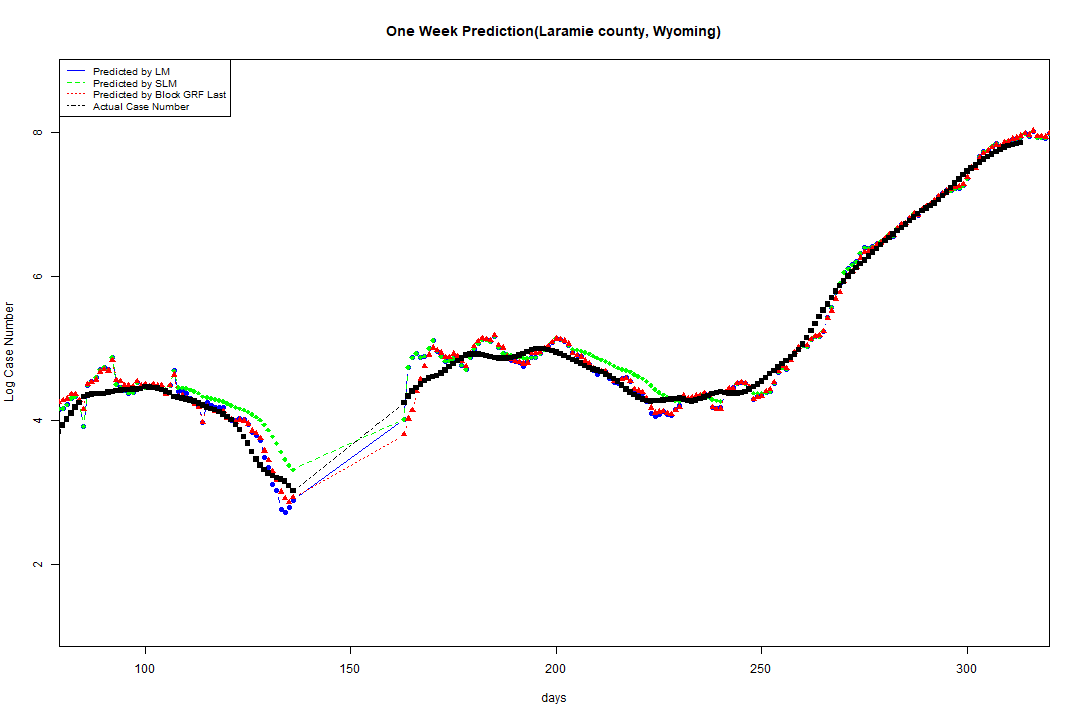 One Week Prediction(Laramie county, Wyoming)
Predicted by LM
Predicted by SLM
Predicted by Block GRF Last
Actual Case Number
8
6
4
2
Log Case Number
100 150 200 250 300
days